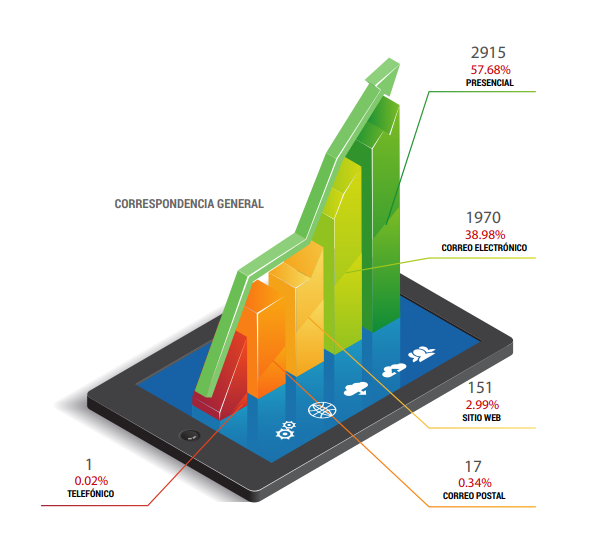 2915
57.68%
PRESENCIAL
CORRESPONDENCIA GENERAL
1970
38.98%
CORREO ELECTRÓNICO
151
2.99%
SITIO WEB
17
0.34%
CORREO POSTAL
1
0.02%
TELEFÓNICO